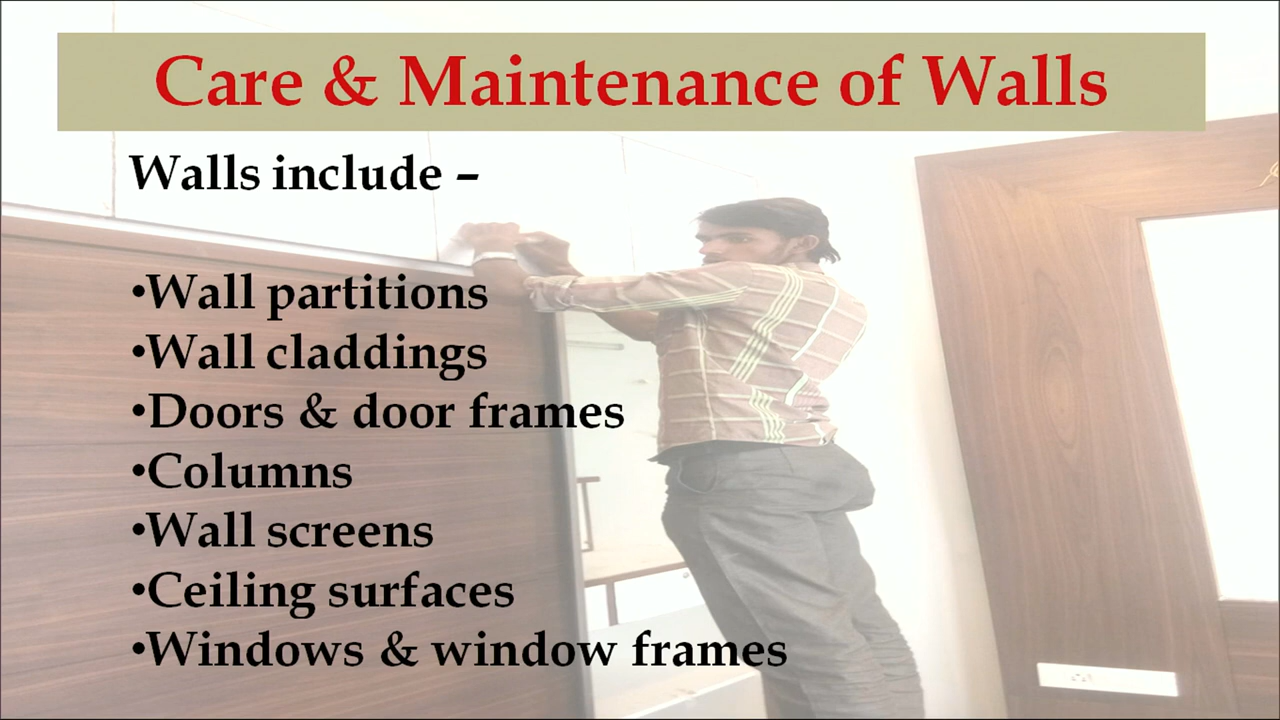 Care & Maintenance of Walls
Walls include –
•Wall partitions
•Wall claddings
•Doors & door frames
•Columns
•Wall screens
•Ceiling surfaces
•Windows & window frames